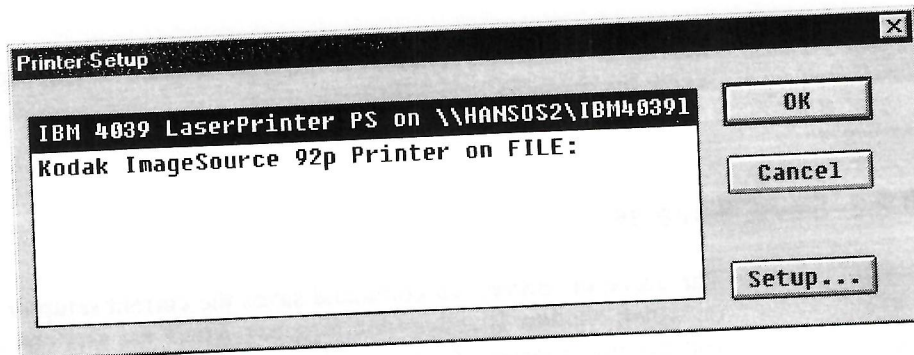 Printer Setup
IBM 4039 LaserPrinter PS on \\HANSOS2\IBM40391
Kodak ImageSource 92p Printer on FILE:
OK
Cancel
Setup...